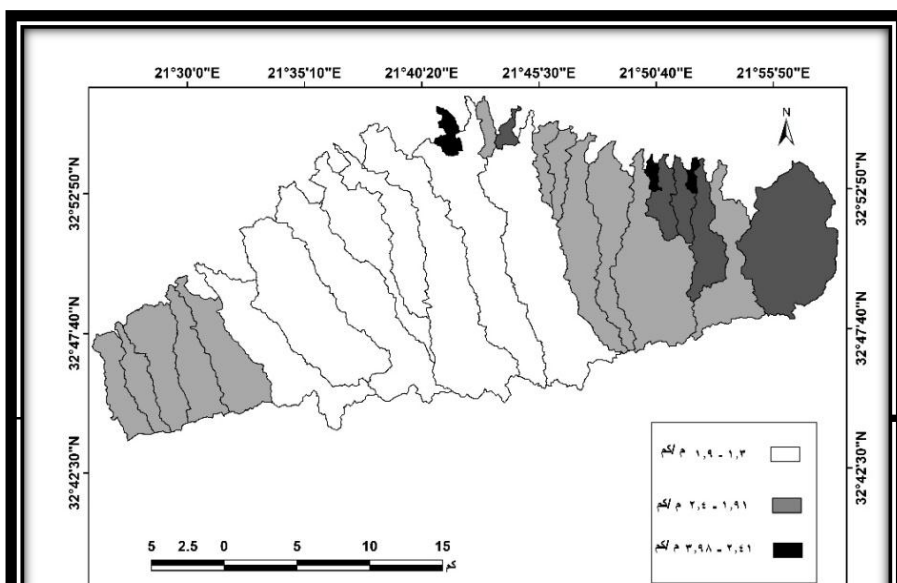 21°30'0"E 21°35'10"E 21°40'20"E 21°45'30"E 21°50'40"E 21°55'50"E
N
32°52'50"N 32°52'50"N
32°47'40"N 32°47'40"N
32°42'30"N 32°42'30"N
١,٣ - ١,٩ م/كم
١,٩١ - ٢,٤ م/كم
٢,٤١ - ٣,٩٨ م/كم
5 2.5 0 5 10 15
كم